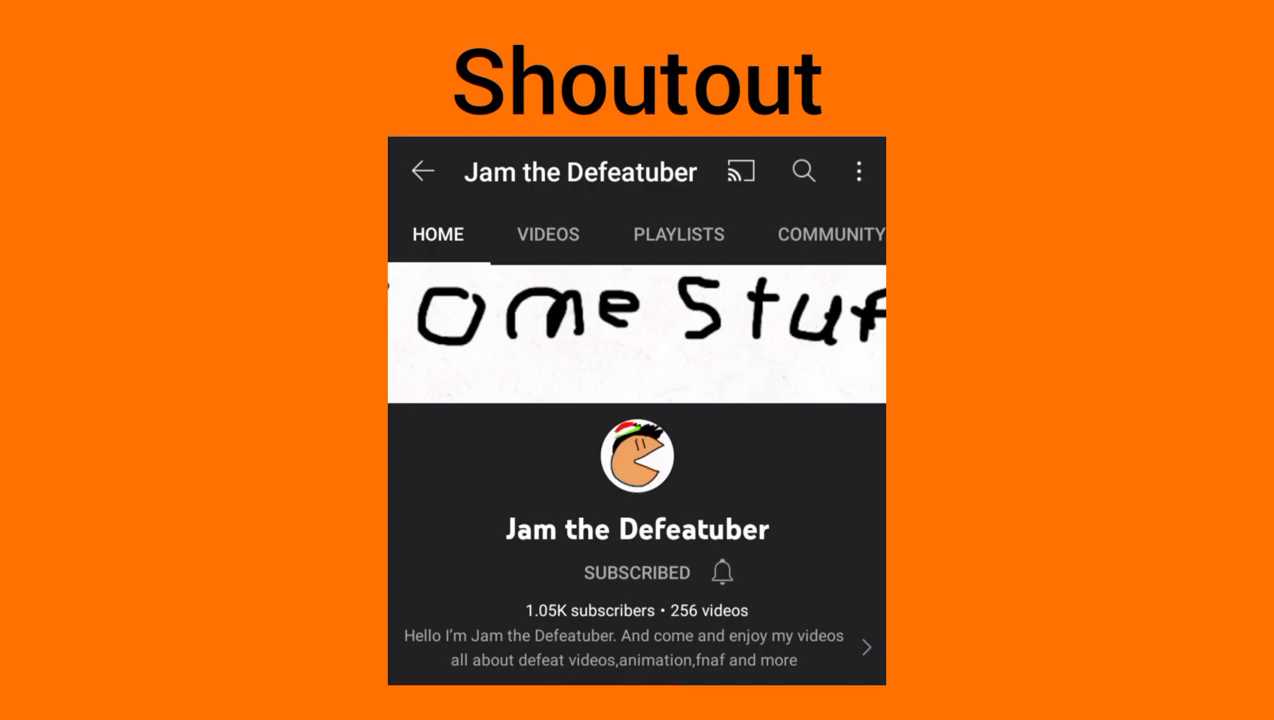 Shoutout
Jam the Defeatuber
HOME VIDEOS PLAYLISTS COMMUNITY
ome Stuf
Jam the Defeatuber
SUBSCRIBED
1.05K subscribers • 256 videos
Hello I'm Jam the Defeatuber. And come and enjoy my videos
all about defeat videos,animation,fnaf and more